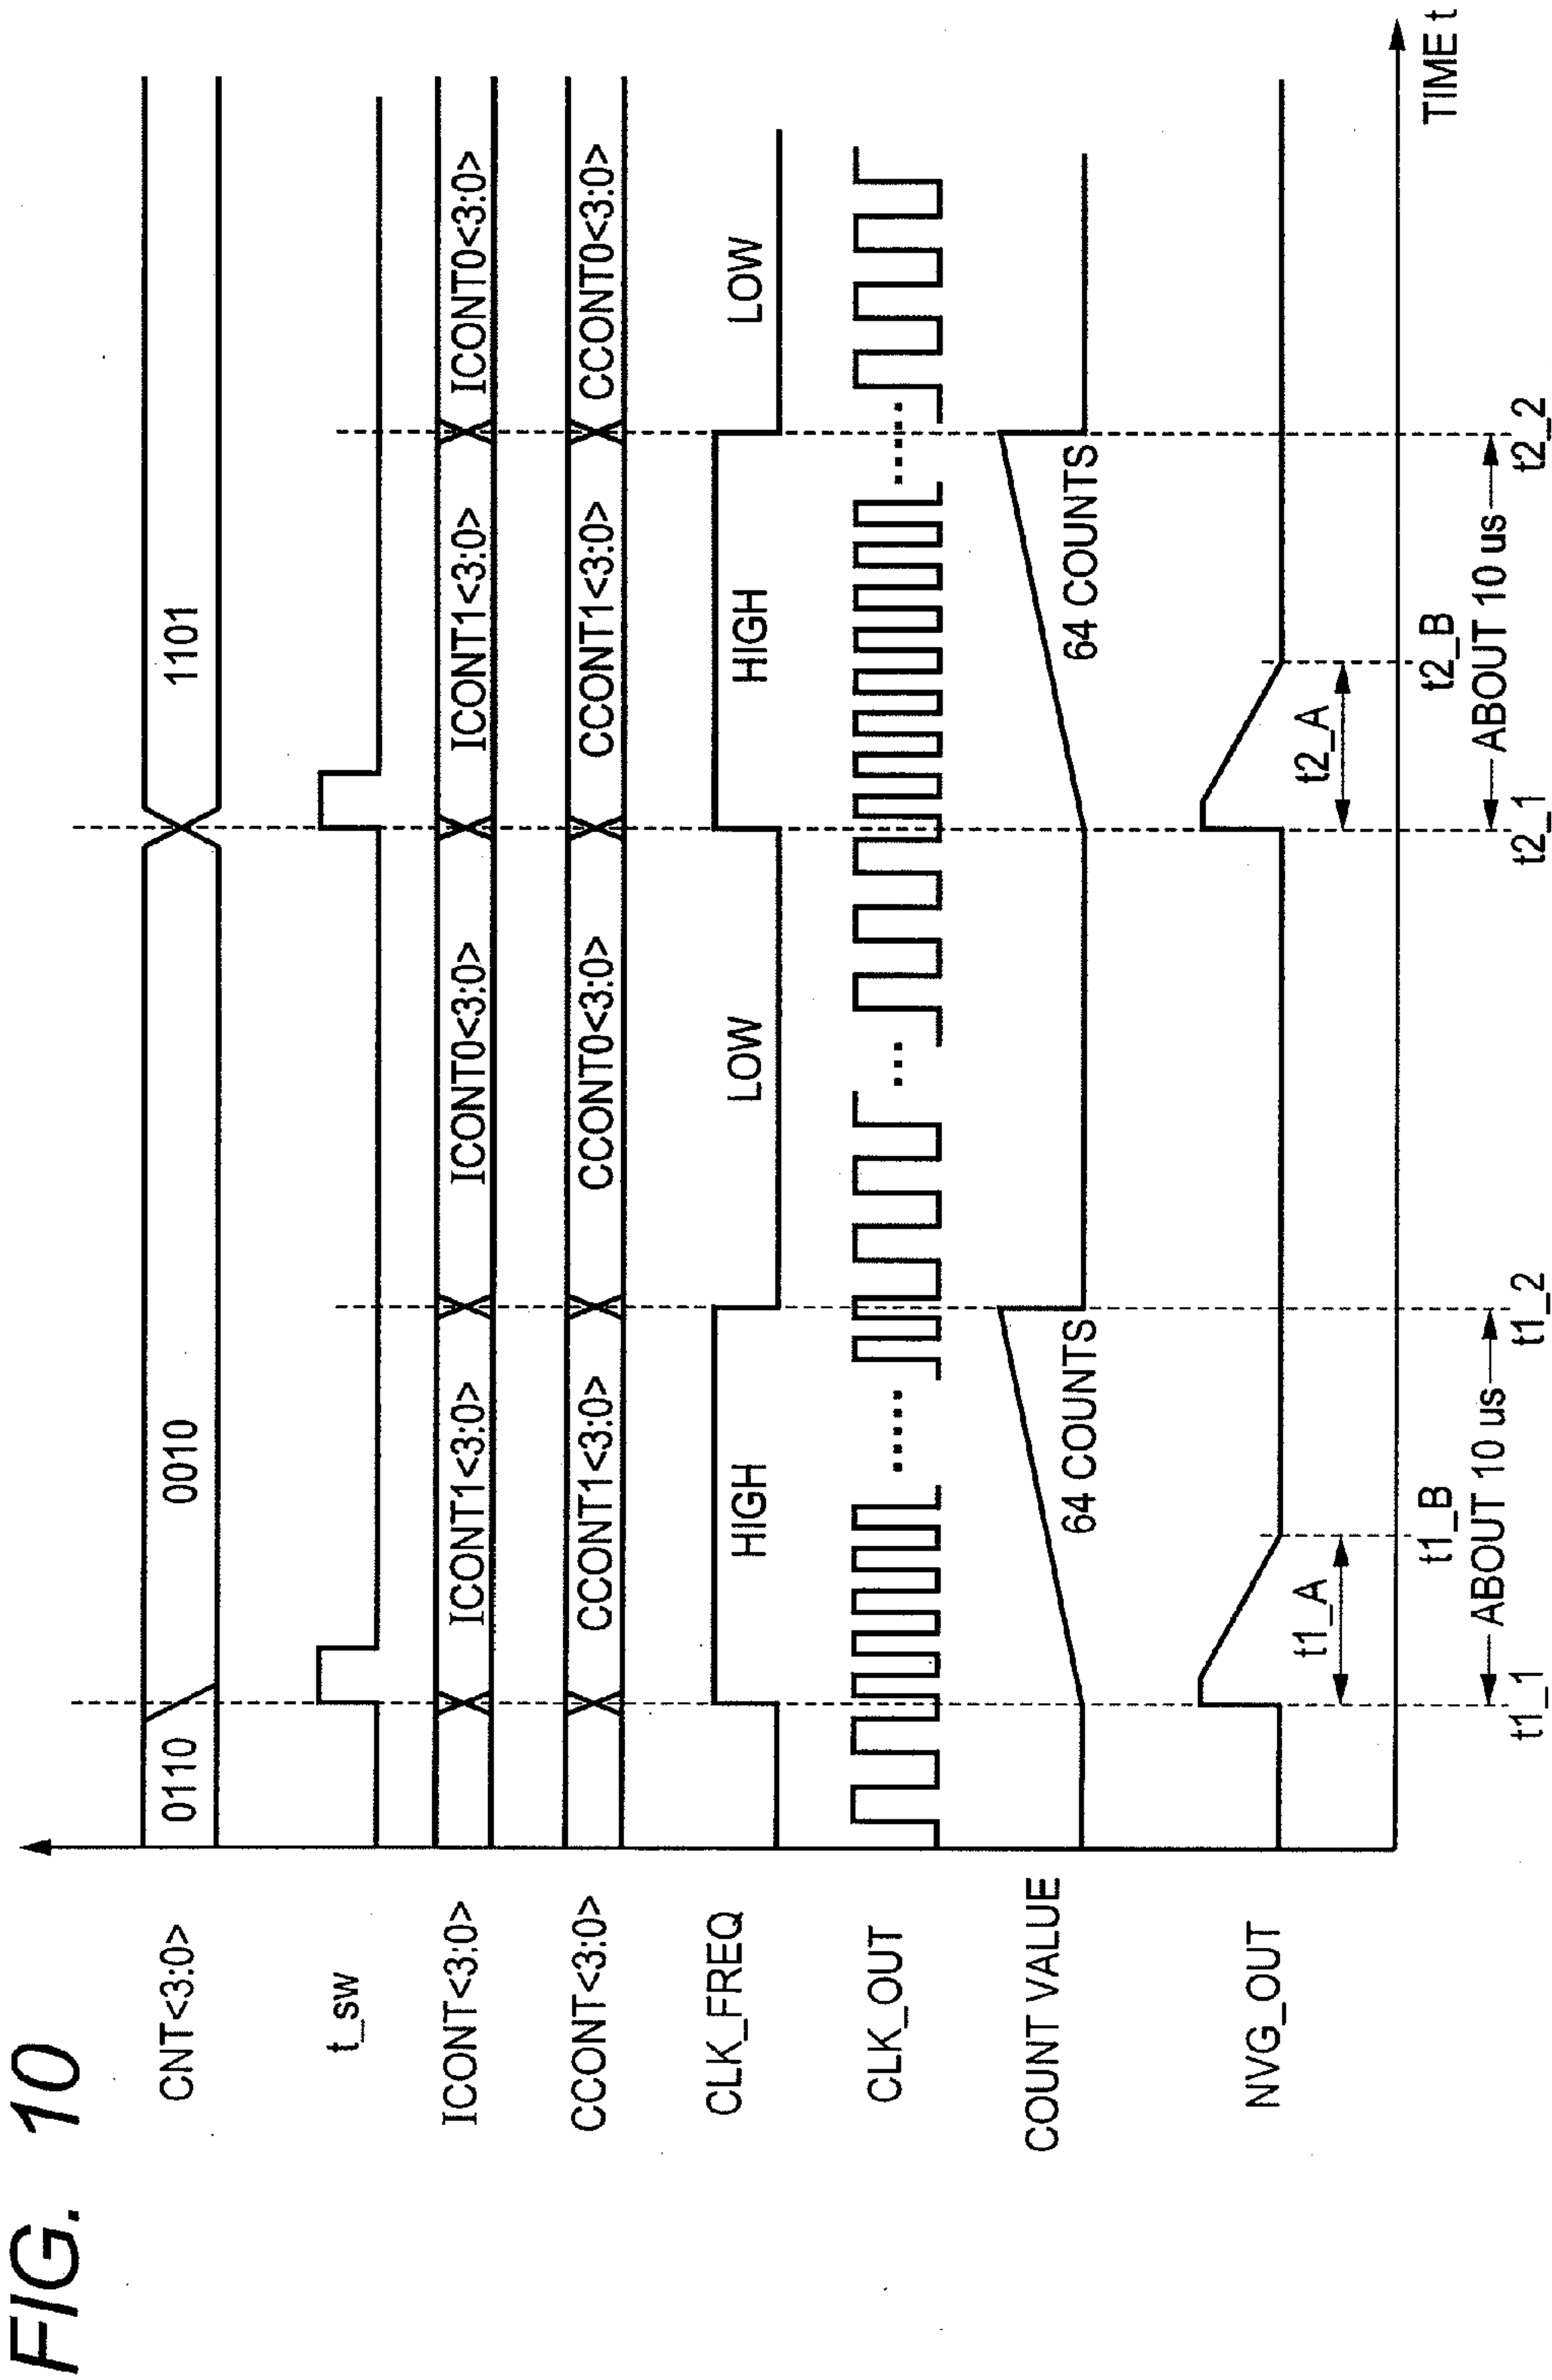 FIG. 10
CNT<3:0>
0110
0010
1101
t_sw
ICONT<3:0>
ICONT1<3:0>
ICONT0<3:0>
ICONT1<3:0>
ICONT0<3:0>
CCONT<3:0>
CCONT1<3:0>
CCONT0<3:0>
CCONT1<3:0>
CCONT0<3:0>
CLK_FREQ
HIGH
LOW
HIGH
LOW
CLK_OUT
COUNT VALUE
64 COUNTS
64 COUNTS
NVG_OUT
t1_A
t2_A
t1_B
t2_B
TIME t
ABOUT 10 us
ABOUT 10 us
t1_1
t1_2
t2_1
t2_2